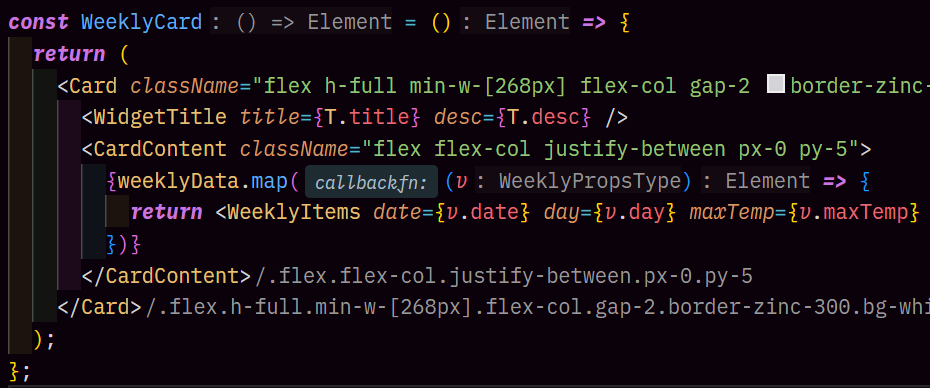 const WeeklyCard: () => Element = (): Element => {
return (
<Card className="flex h-full min-w-[268px] flex-col gap-2 border-zinc-
<WidgetTitle title={T.title} desc={T.desc} />
<CardContent className="flex flex-col justify-between px-0 py-5">
{weeklyData.map( callbackfn: (v: WeeklyPropsType): Element => {
return <WeeklyItems date={v.date} day={v.day} maxTemp={v.maxTemp}
})}
</CardContent>/.flex.flex-col.justify-between.px-0.py-5
</Card>/.flex.h-full.min-w-[268px].flex-col.gap-2.border-zinc-300.bg-whi
);
};